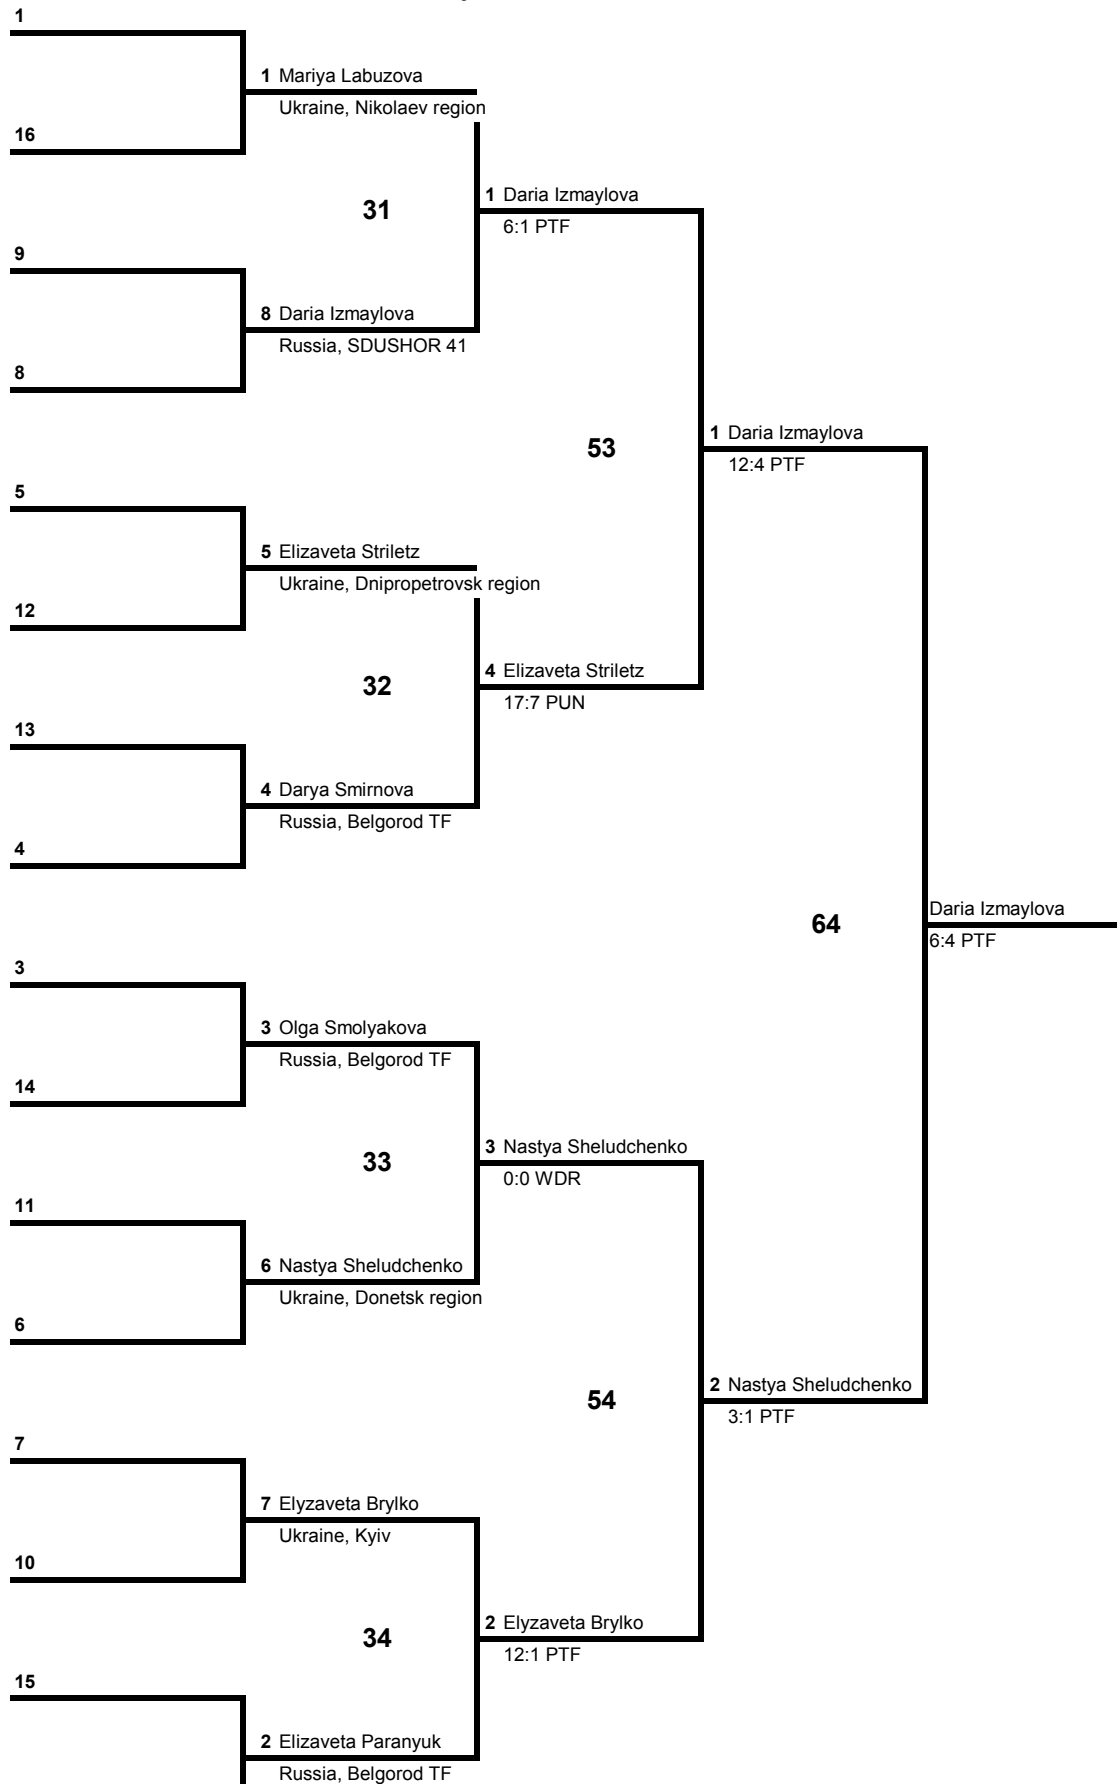 1
1 Mariya Labuzova
Ukraine, Nikolaev region
16
1 Daria Izmaylova
31
6:1 PTF
9
8 Daria Izmaylova
Russia, SDUSHOR 41
8
1 Daria Izmaylova
53
12:4 PTF
5
5 Elizaveta Striletz
Ukraine, Dnipropetrovsk region
12
4 Elizaveta Striletz
32
17:7 PUN
13
4 Darya Smirnova
Russia, Belgorod TF
4
Daria Izmaylova
64
6:4 PTF
3
3 Olga Smolyakova
Russia, Belgorod TF
14
3 Nastya Sheludchenko
33
0:0 WDR
11
6 Nastya Sheludchenko
Ukraine, Donetsk region
6
2 Nastya Sheludchenko
54
3:1 PTF
7
7 Elyzaveta Brylko
Ukraine, Kyiv
10
2 Elyzaveta Brylko
34
12:1 PTF
15
2 Elizaveta Paranyuk
Russia, Belgorod TF